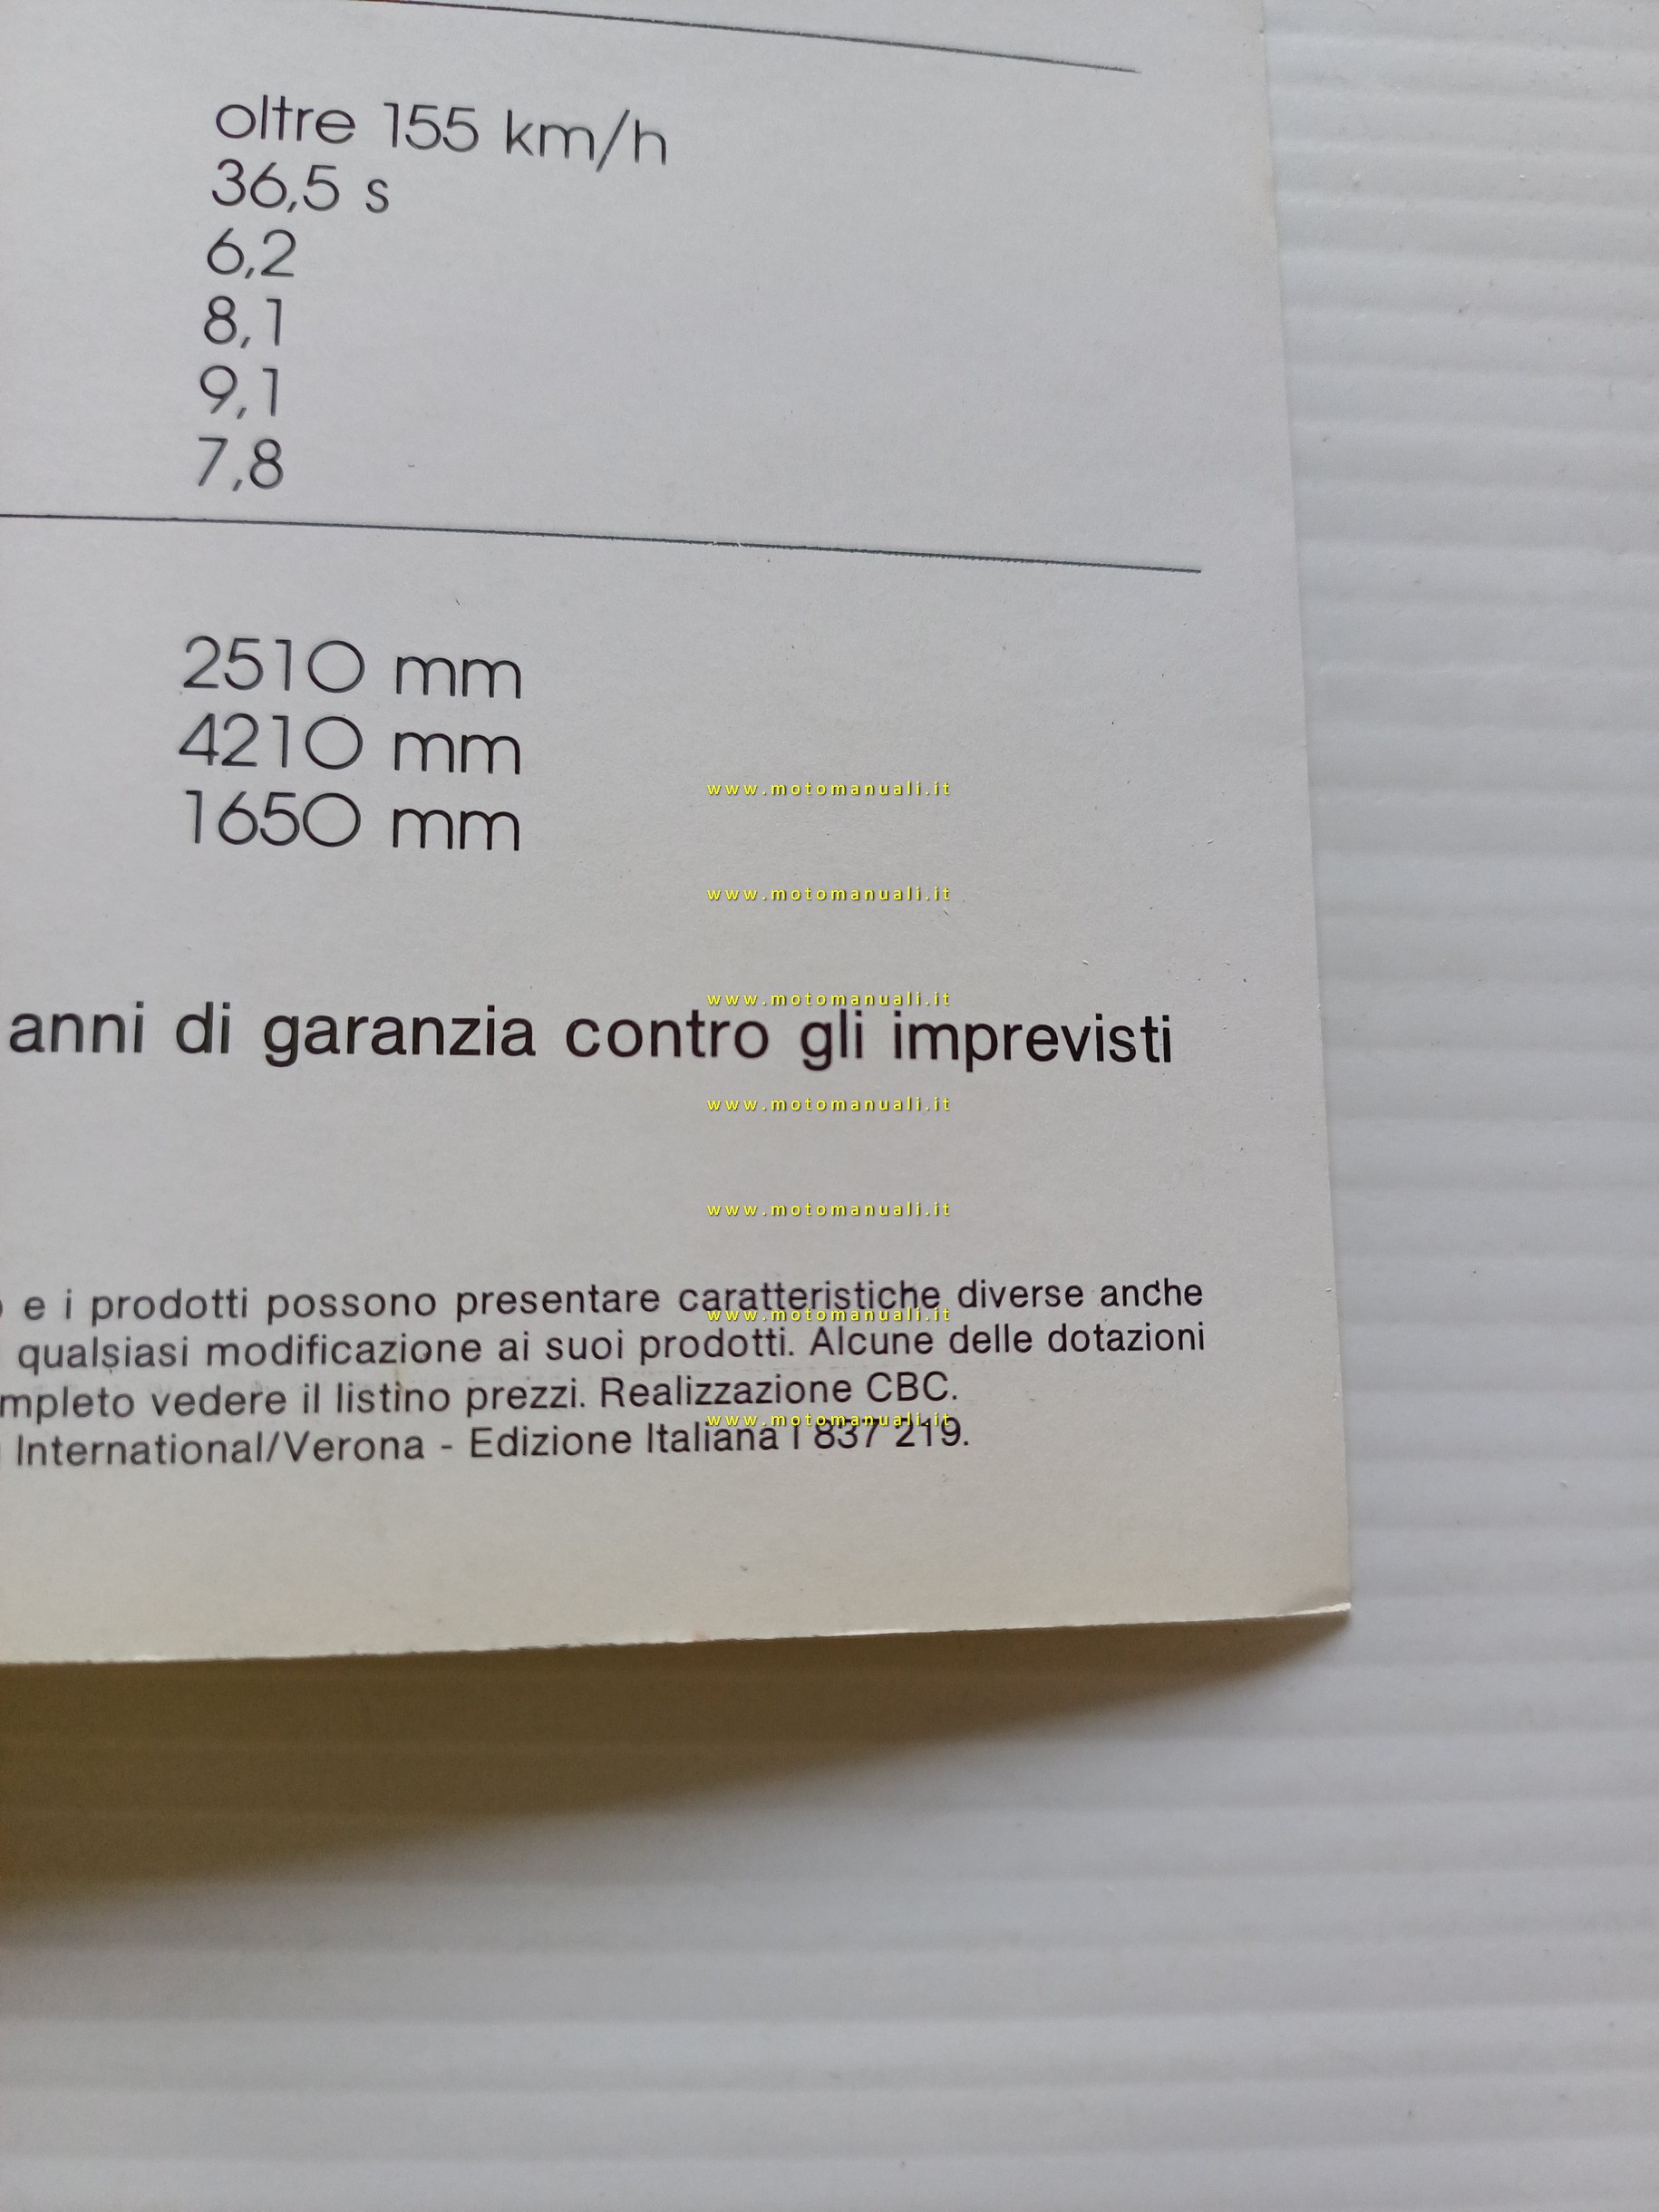 oltre 155 km/h
36,5 s
6,2
8,1
9,1
7,8
2510 mm
4210 mm
1650 mm
www.motomanuali.it
www.motomanuali.it
www.motomanuali.it
anni di garanzia contro gli imprevisti
www.motomanuali.it
www.motomanuali.it
e i prodotti possono presentare caratteristiche diverse anche
www.motomanuali.it
qualsiasi modificazione ai suoi prodotti. Alcune delle dotazioni
mpleto vedere il listino prezzi. Realizzazione CBC.
www.motomanuali.it
International/Verona - Edizione Italiana I 837 219.